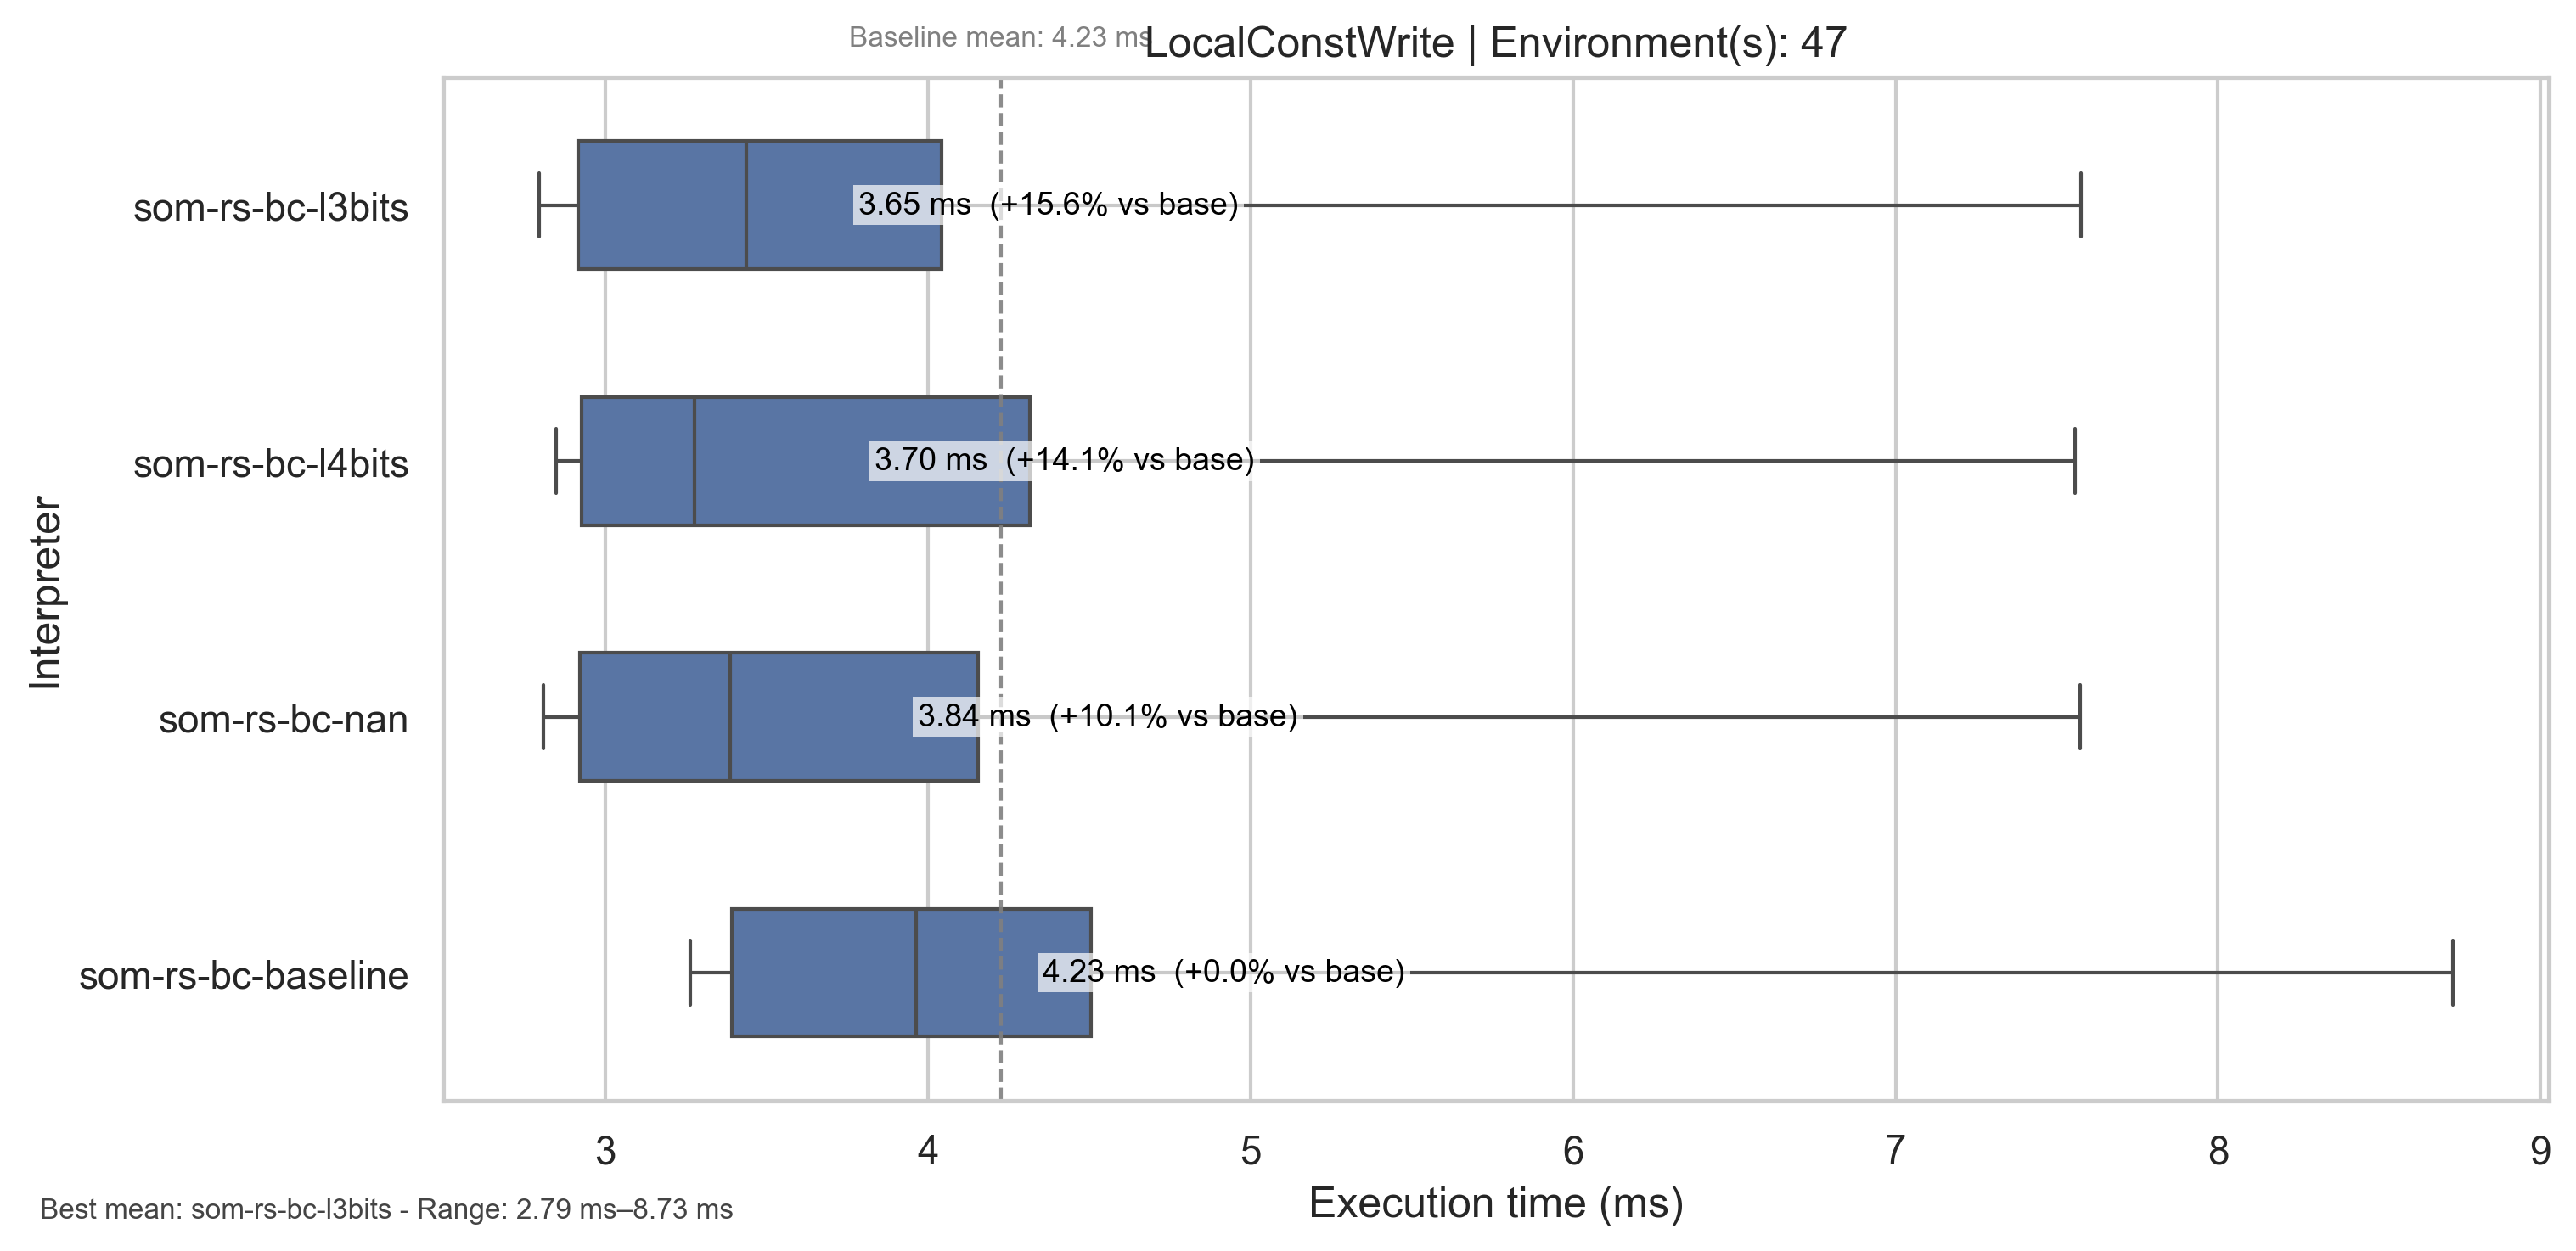 Baseline mean: 4.23 ms
LocalConstWrite | Environment(s): 47
Interpreter
som-rs-bc-l3bits
3.65 ms (+15.6% vs base)
som-rs-bc-l4bits
3.70 ms (+14.1% vs base)
som-rs-bc-nan
3.84 ms (+10.1% vs base)
som-rs-bc-baseline
4.23 ms (+0.0% vs base)
3 4 5 6 7 8 9
Execution time (ms)
Best mean: som-rs-bc-l3bits - Range: 2.79 ms–8.73 ms